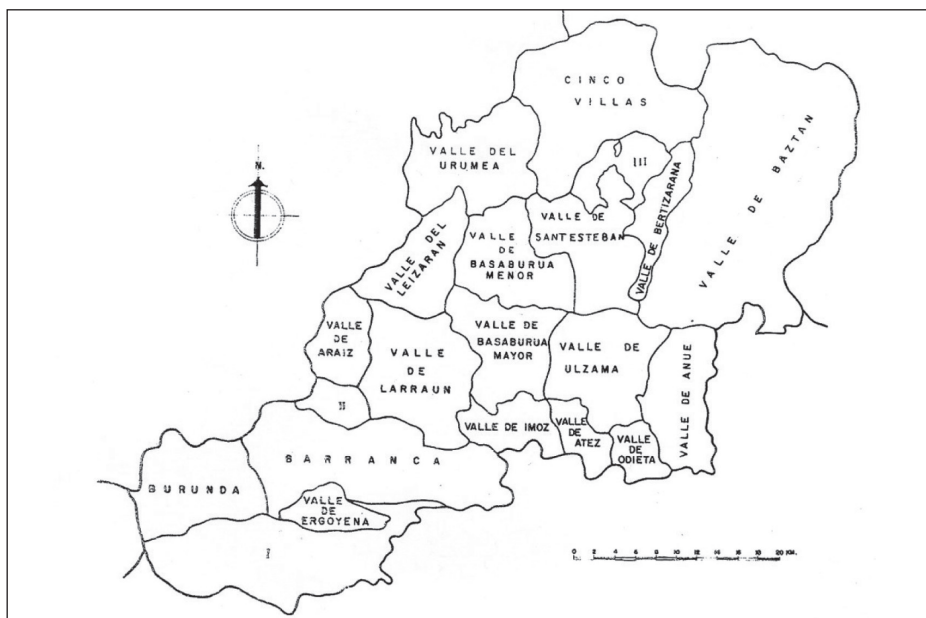 CINCO
VILLAS
VALLE DEL
URUMEA
III
VALLE DE BAZTAN
VALLE DE BERTIZARANA
N.
VALLE DE
SANTESTEBAN
VALLE DEL
LEIZARAN
VALLE
DE
BASABURUA
MENOR
VALLE
DE
ARAIZ
VALLE
DE
LARRAUN
VALLE DE
BASABURUA
MAYOR
VALLE DE
ULZAMA
VALLE DE ANUE
II
VALLE DE IMOZ
VALLE
DE
ATEZ
VALLE
DE
ODIETA
BARRANCA
BURUNDA
VALLE
DE
ERGOYENA
I
0 2 4 6 8 10 12 14 16 18 20 KM.